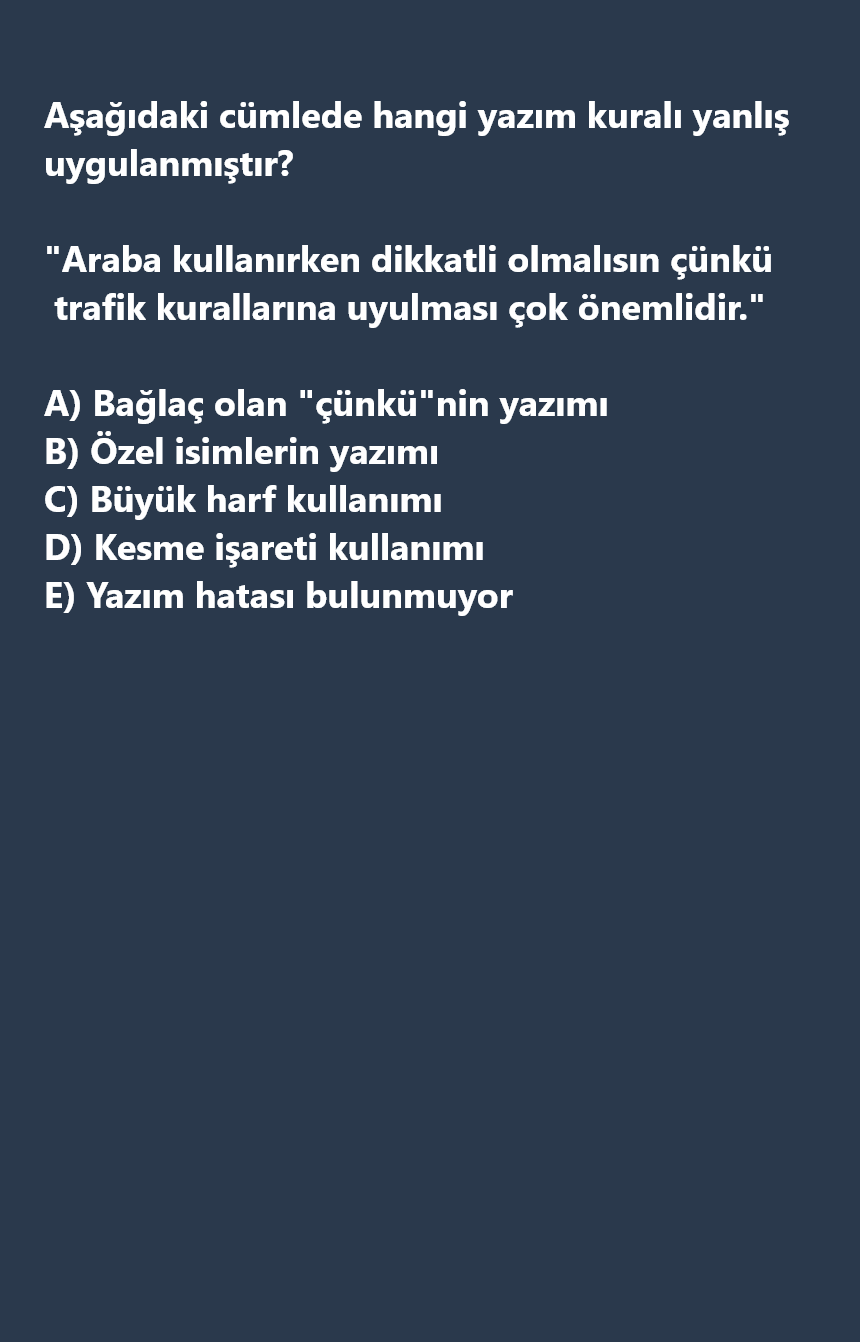 Aşağıdaki cümlede hangi yazım kuralı yanlış
uygulanmıştır?
"Araba kullanırken dikkatli olmalısın çünkü
trafik kurallarına uyulması çok önemlidir."
A) Bağlaç olan "çünkü"nin yazımı
B) Özel isimlerin yazımı
C) Büyük harf kullanımı
D) Kesme işareti kullanımı
E) Yazım hatası bulunmuyor